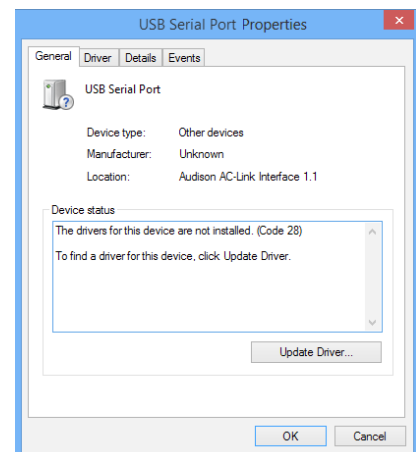 USB Serial Port Properties
General Driver Details Events
USB Serial Port
Device type: Other devices
Manufacturer: Unknown
Location: Audison AC-Link Interface 1.1
Device status
The drivers for this device are not installed. (Code 28)
To find a driver for this device, click Update Driver.
Update Driver...
OK Cancel